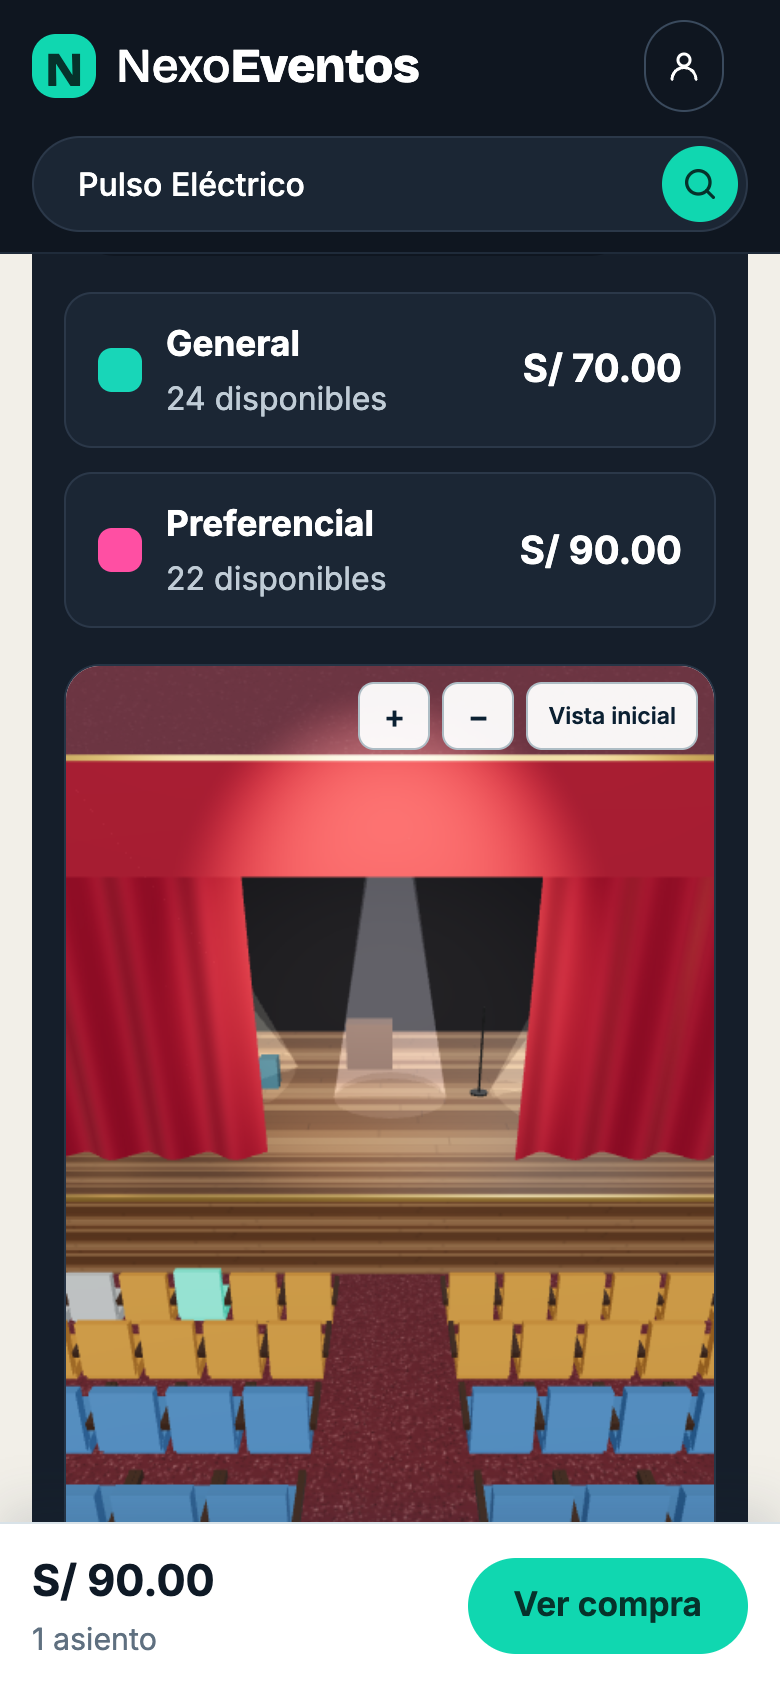 N NexoEventos
Pulso Eléctrico
General
24 disponibles
S/ 70.00
Preferencial
22 disponibles
S/ 90.00
+
−
Vista inicial
S/ 90.00
1 asiento
Ver compra